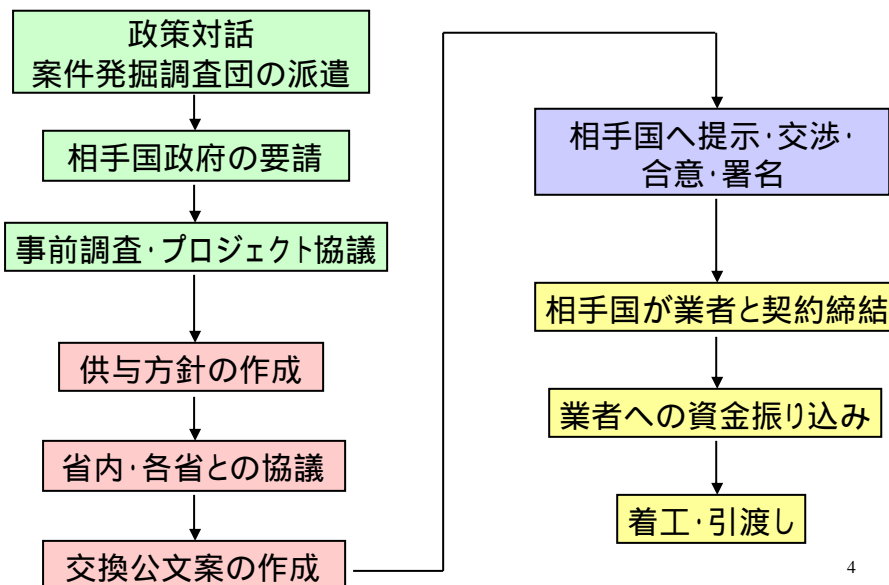 政策対話
案件発掘調査団の派遣
相手国政府の要請
事前調査･プロジェクト協議
供与方針の作成
省内･各省との協議
交換公文案の作成
相手国へ提示･交渉･
合意･署名
相手国が業者と契約締結
業者への資金振り込み
着工･引渡し
4